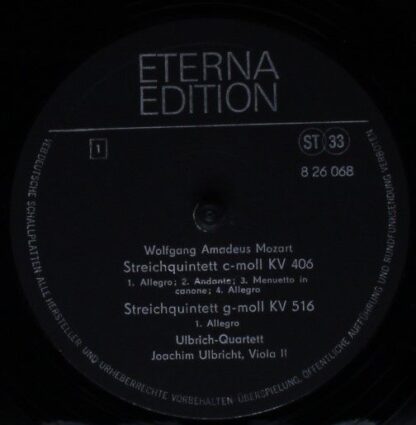 ETERNA
EDITION
1
ST 33
8 26 068
Wolfgang Amadeus Mozart
Streichquintett c-moll KV 406
1. Allegro; 2. Andante; 3. Menuetto in
canone; 4. Allegro
Streichquintett g-moll KV 516
1. Allegro
Ulbrich-Quartett
Joachim Ulbricht, Viola II
VEB DEUTSCHE SCHALLPLATTEN ALLE HERSTELLER- UND URHEBERRECHTE VORBEHALTEN ÜBERSPIELUNG, ÖFFENTLICHE AUFFÜHRUNG UND RUNDFUNKSENDUNG VERBOTEN